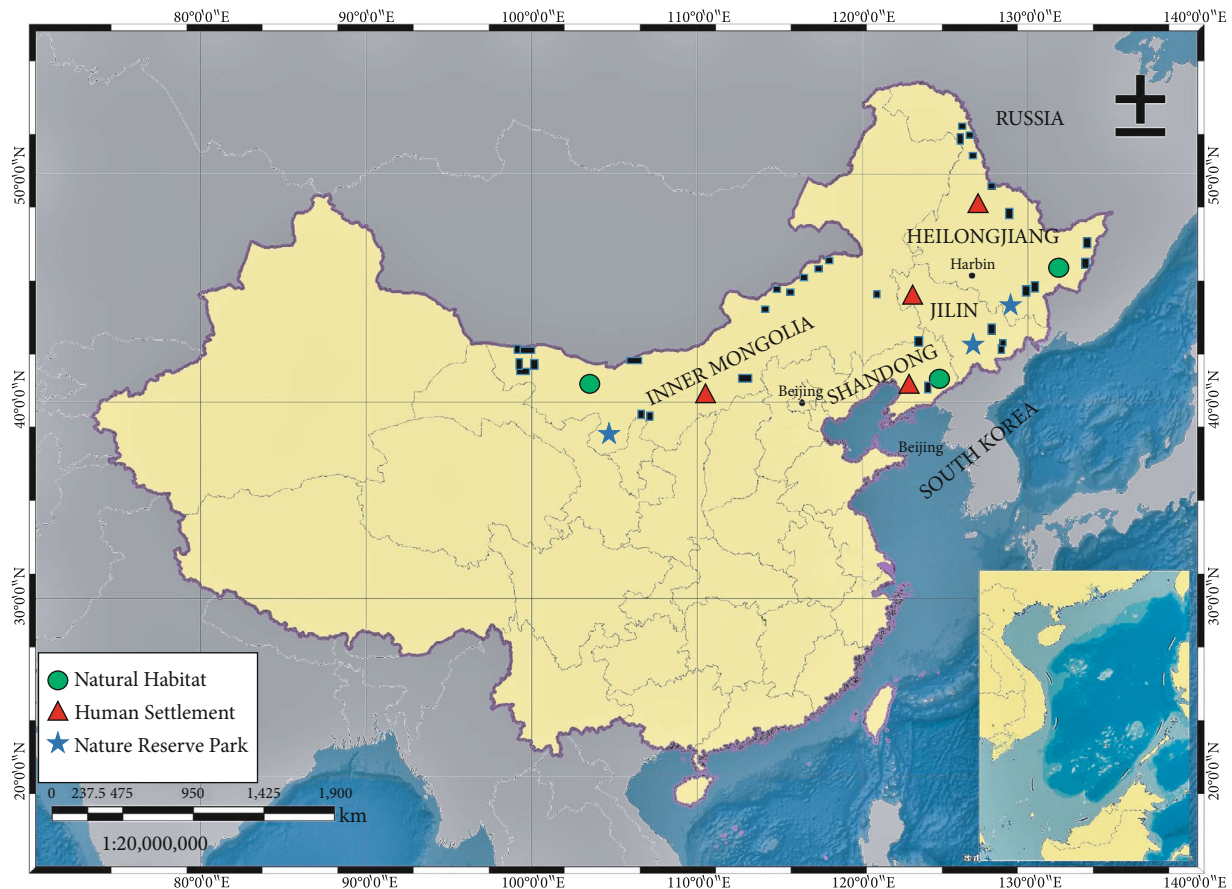 80°0′0″E 90°0′0″E 100°0′0″E 110°0′0″E 120°0′0″E 130°0′0″E 140°0′0″E
50°0′0″N 50°0′0″N
40°0′0″N 40°0′0″N
30°0′0″N 30°0′0″N
20°0′0″N 20°0′0″N
RUSSIA
HEILONGJIANG
Harbin
JILIN
INNER MONGOLIA
SHANDONG
Beijing
Beijing
SOUTH KOREA
Natural Habitat
Human Settlement
Nature Reserve Park
0 237.5 475 950 1,425 1,900
km
1:20,000,000
80°0′0″E 90°0′0″E 100°0′0″E 110°0′0″E 120°0′0″E 130°0′0″E 140°0′0″E